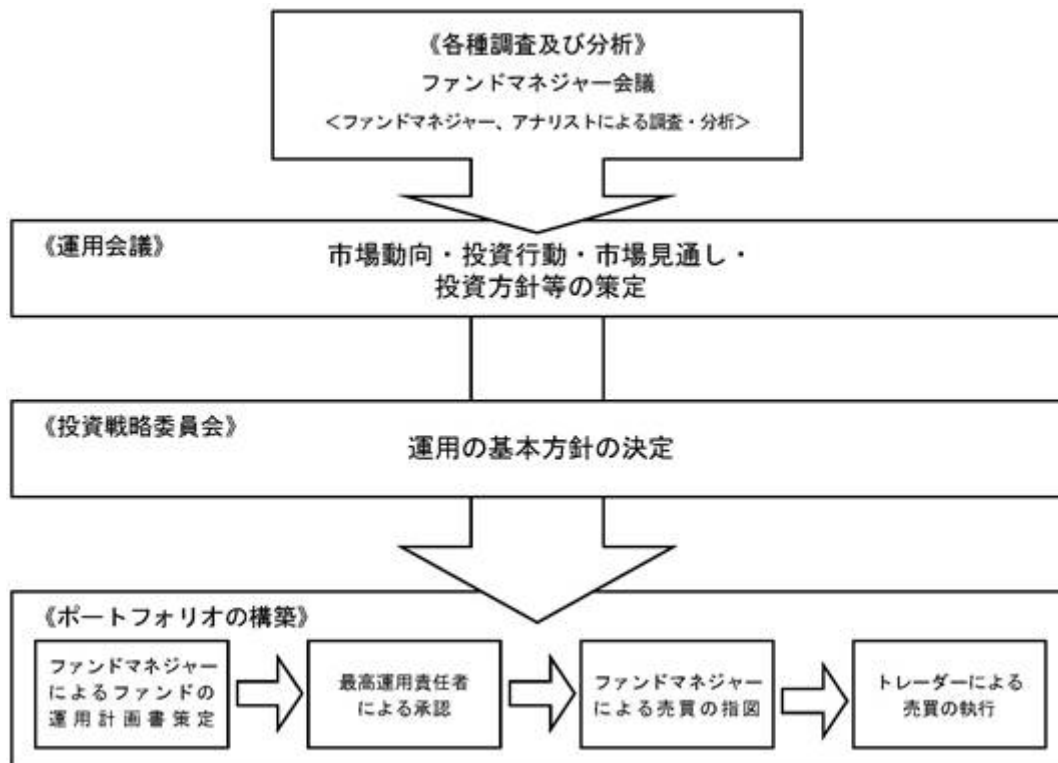 《各種調査及び分析》
ファンドマネジャー会議
＜ファンドマネジャー、アナリストによる調査・分析＞
《運用会議》
市場動向・投資行動・市場見通し・
投資方針等の策定
《投資戦略委員会》
運用の基本方針の決定
《ポートフォリオの構築》
ファンドマネジャー
によるファンドの
運用計画書策定
最高運用責任者
による承認
ファンドマネジャー
による売買の指図
トレーダーによる
売買の執行